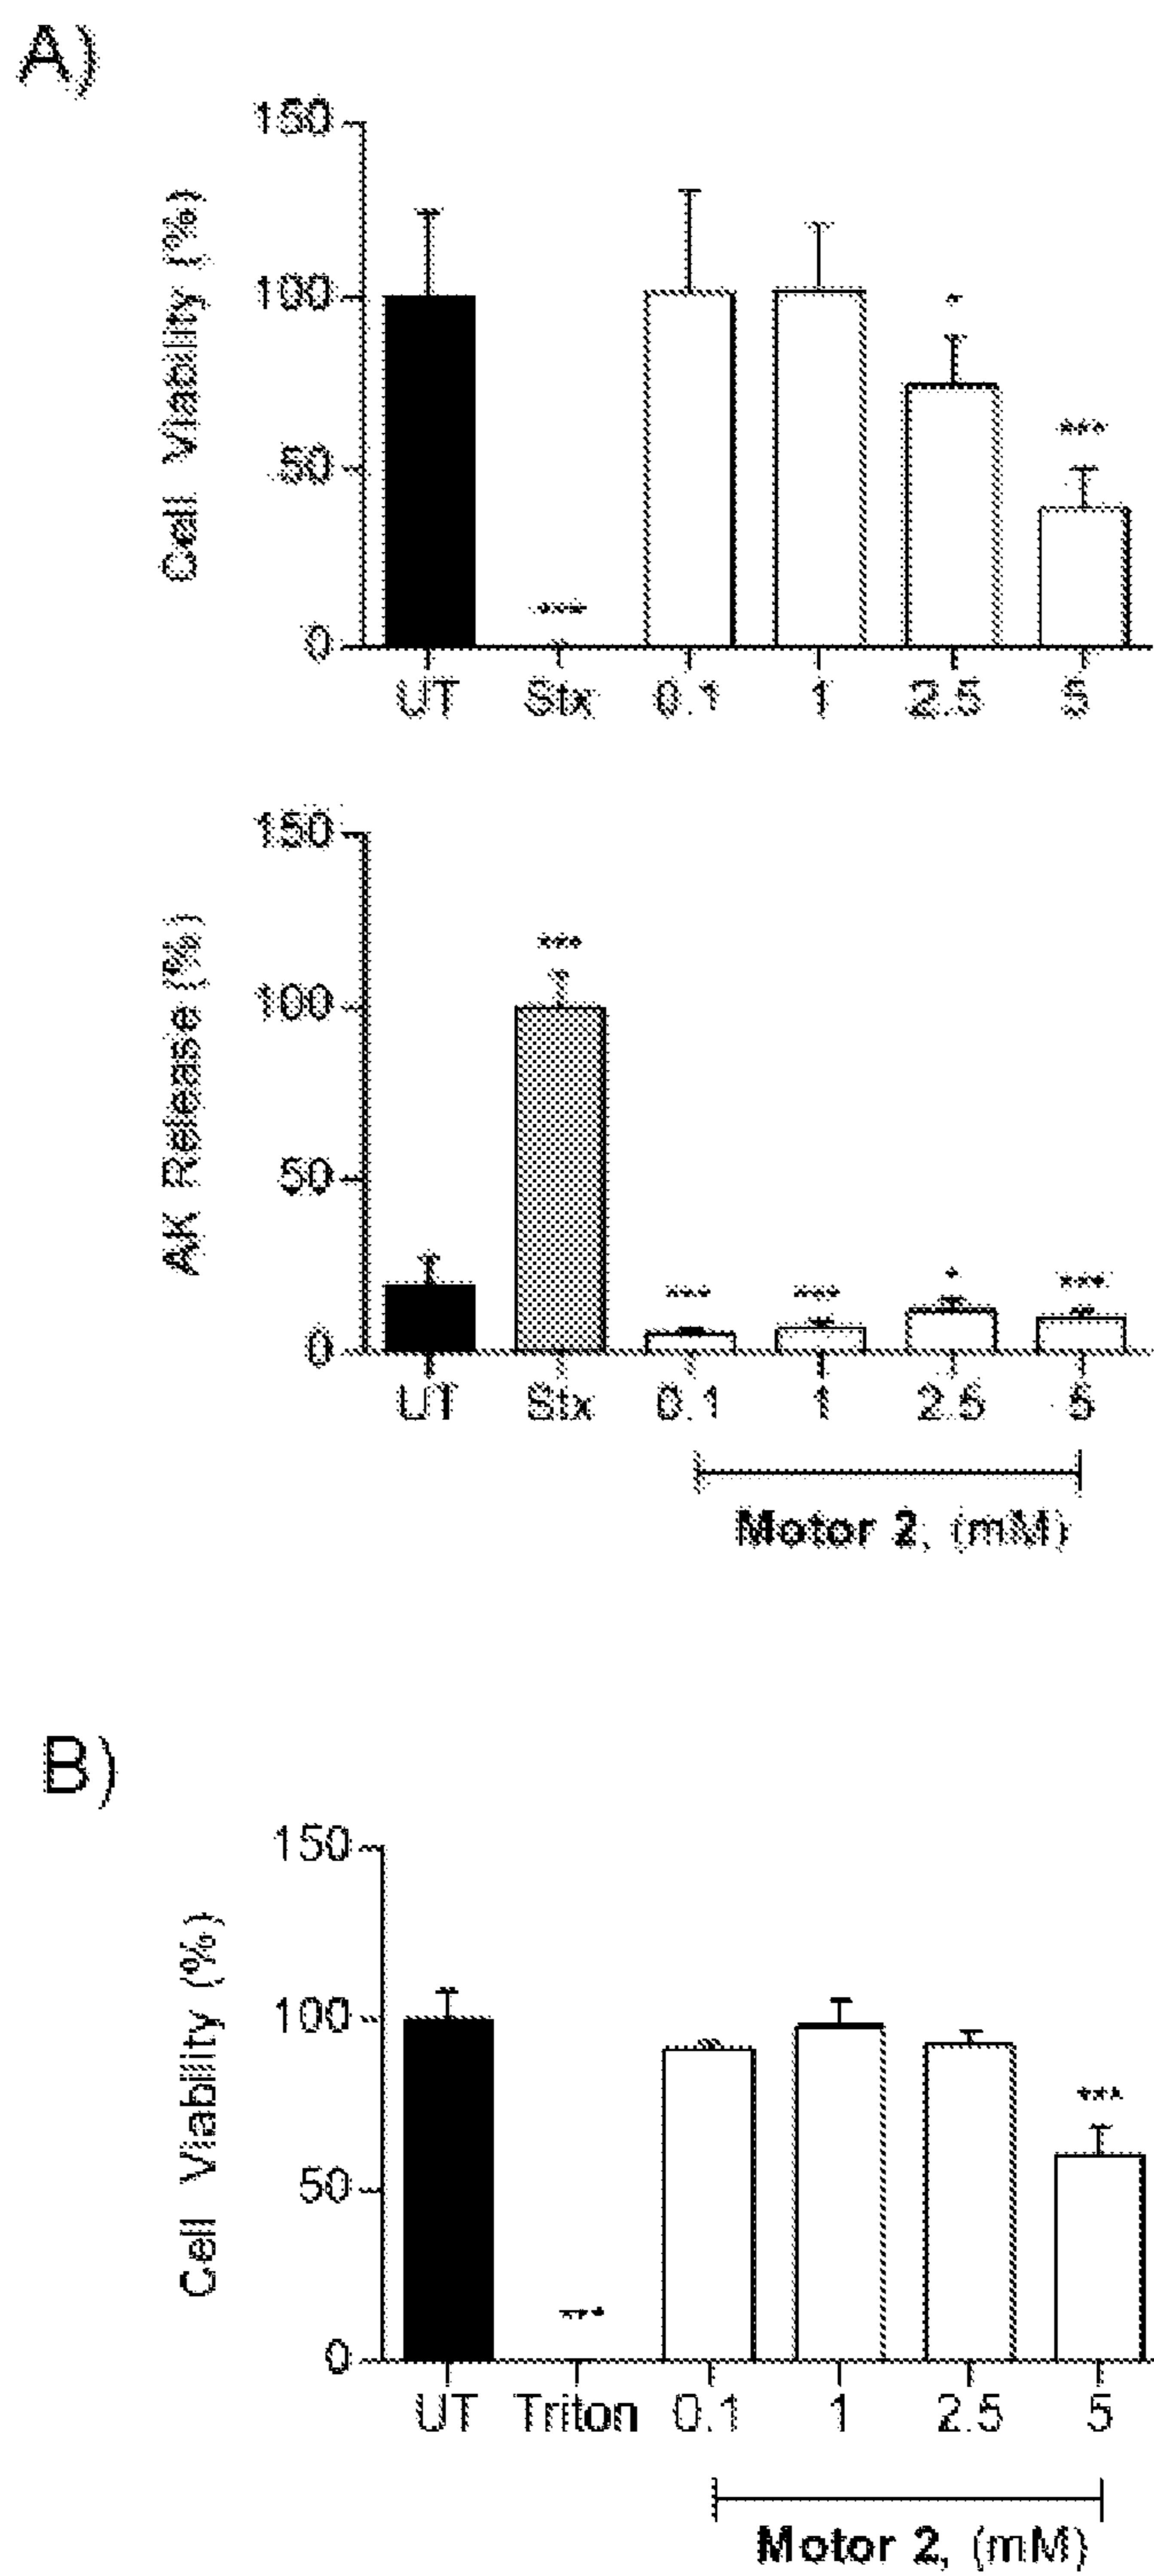 A)
Cell Viability (%)
150
100
50
0
*
***
***
UT Stx 0.1 1 2.5 5
AK Release (%)
150
100
50
0
***
*** *** * ***
UT Stx 0.1 1 2.5 5
Motor 2, (mM)
B)
Cell Viability (%)
150
100
50
0
***
***
UT Triton 0.1 1 2.5 5
Motor 2, (mM)